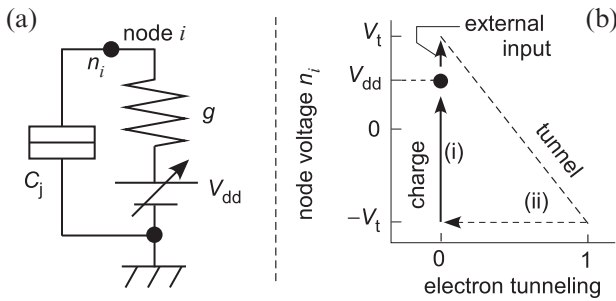 (a)
node i
n_i
g
C_j
V_dd
(b)
V_t
external
input
V_dd
node voltage n_i
0
charge
(i)
tunnel
(ii)
−V_t
0
1
electron tunneling